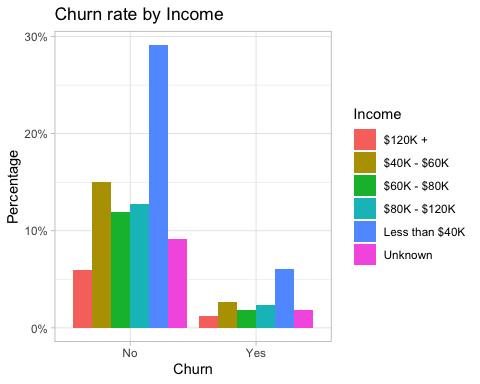 Churn rate by Income
30%
20%
10%
0%
Percentage
No
Yes
Churn
Income
$120K +
$40K - $60K
$60K - $80K
$80K - $120K
Less than $40K
Unknown